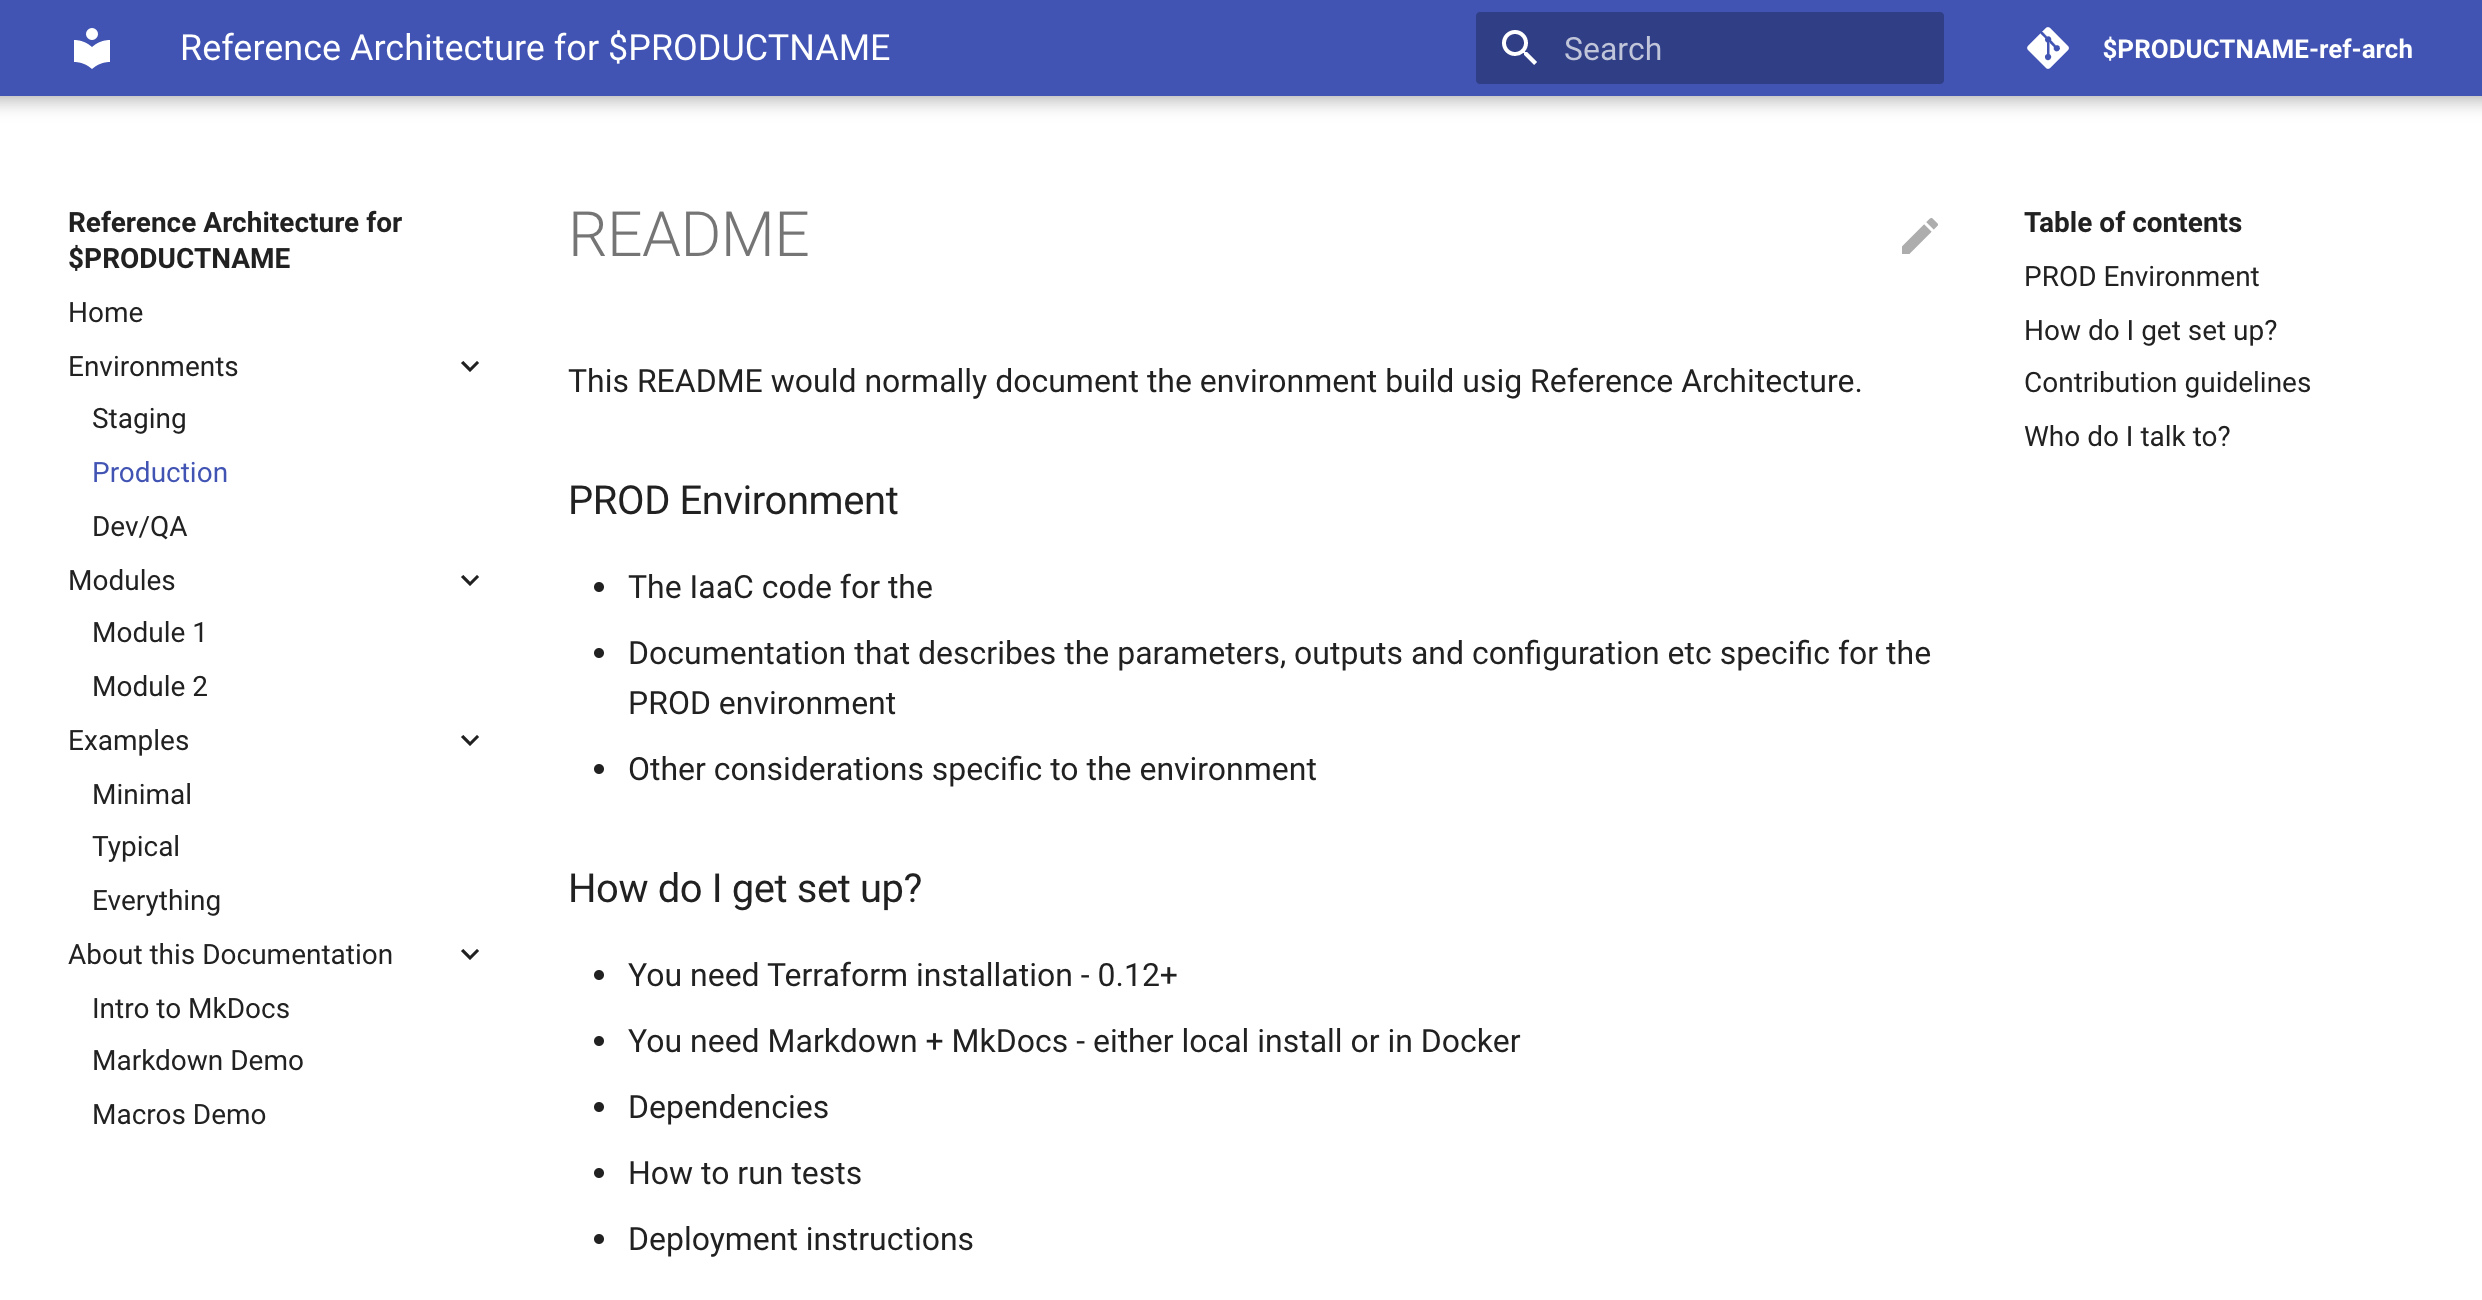 Reference Architecture for $PRODUCTNAME
Search
$PRODUCTNAME-ref-arch
Reference Architecture for
$PRODUCTNAME
Home
Environments
Staging
Production
Dev/QA
Modules
Module 1
Module 2
Examples
Minimal
Typical
Everything
About this Documentation
Intro to MkDocs
Markdown Demo
Macros Demo
README
This README would normally document the environment build usig Reference Architecture.
PROD Environment
• The IaaC code for the
• Documentation that describes the parameters, outputs and configuration etc specific for the
PROD environment
• Other considerations specific to the environment
How do I get set up?
• You need Terraform installation - 0.12+
• You need Markdown + MkDocs - either local install or in Docker
• Dependencies
• How to run tests
• Deployment instructions
Table of contents
PROD Environment
How do I get set up?
Contribution guidelines
Who do I talk to?